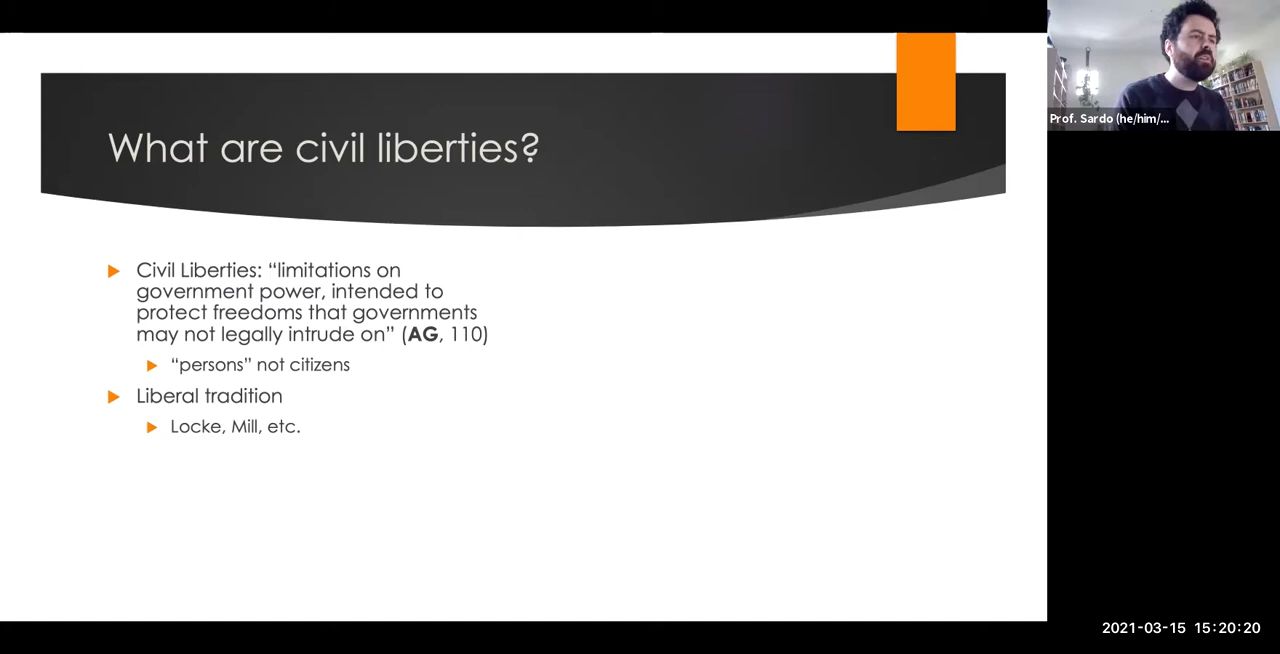 What are civil liberties?
Civil Liberties: “limitations on
government power, intended to
protect freedoms that governments
may not legally intrude on” (AG, 110)
“persons” not citizens
Liberal tradition
Locke, Mill, etc.
Prof. Sardo (he/him/...
2021-03-15 15:20:20